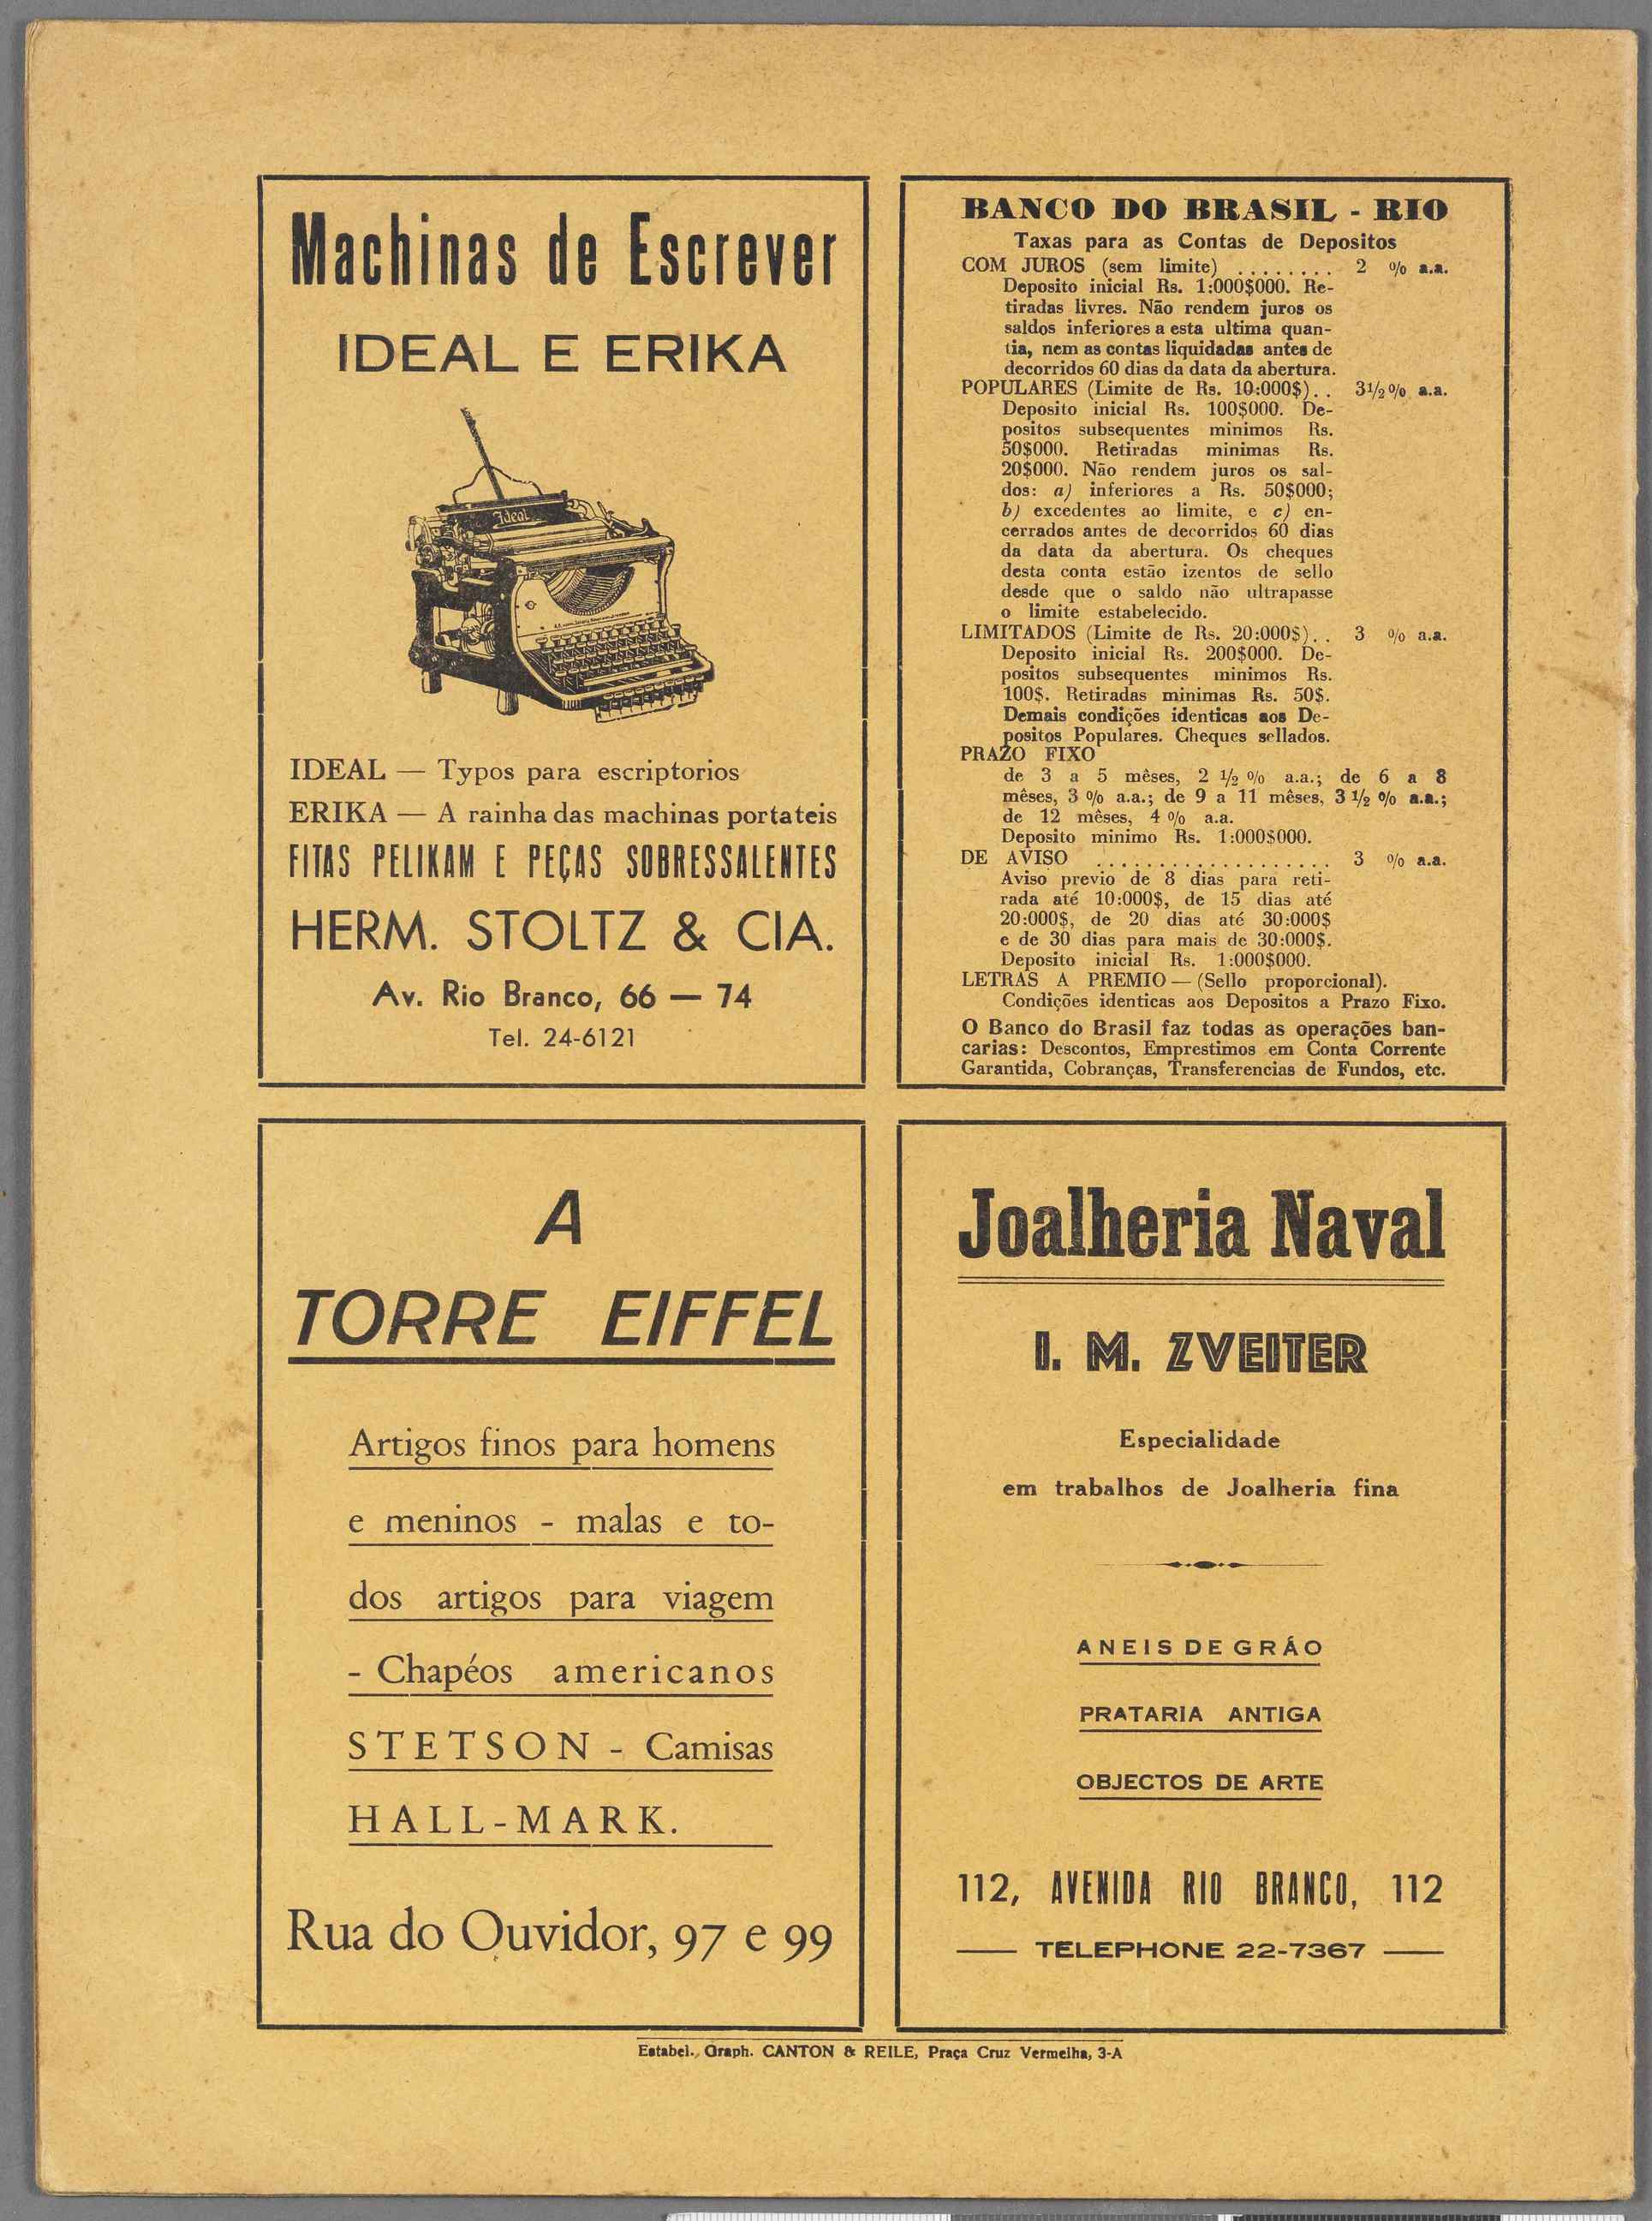 Machinas de Escrever
IDEAL E ERIKA
Ideal
IDEAL — Typos para escriptorios
ERIKA — A rainha das machinas portateis
FITAS PELIKAM E PEÇAS SOBRESSALENTES
HERM. STOLTZ & CIA.
Av. Rio Branco, 66 — 74
Tel. 24-6121
BANCO DO BRASIL - RIO
Taxas para as Contas de Depositos
COM JUROS (sem limite) ........ 2 % a.a.
Deposito inicial Rs. 1:000$000. Re-
tiradas livres. Não rendem juros os
saldos inferiores a esta ultima quan-
tia, nem as contas liquidadas antes de
decorridos 60 dias da data da abertura.
POPULARES (Limite de Rs. 10:000$).. 3 1/2 % a.a.
Deposito inicial Rs. 100$000. De-
positos subsequentes minimos Rs.
50$000. Retiradas minimas Rs.
20$000. Não rendem juros os sal-
dos: a) inferiores a Rs. 50$000;
b) excedentes ao limite, e c) en-
cerrados antes de decorridos 60 dias
da data da abertura. Os cheques
desta conta estão izentos de sello
desde que o saldo não ultrapasse
o limite estabelecido.
LIMITADOS (Limite de Rs. 20:000$).. 3 % a.a.
Deposito inicial Rs. 200$000. De-
positos subsequentes minimos Rs.
100$. Retiradas minimas Rs. 50$.
Demais condições identicas aos De-
positos Populares. Cheques sellados.
PRAZO FIXO
de 3 a 5 mêses, 2 1/2 % a.a.; de 6 a 8
mêses, 3 % a.a.; de 9 a 11 mêses, 3 1/2 % a.a.;
de 12 mêses, 4 % a.a.
Deposito minimo Rs. 1:000$000.
DE AVISO ................... 3 % a.a.
Aviso previo de 8 dias para reti-
rada até 10:000$, de 15 dias até
20:000$, de 20 dias até 30:000$
e de 30 dias para mais de 30:000$.
Deposito inicial Rs. 1:000$000.
LETRAS A PREMIO — (Sello proporcional).
Condições identicas aos Depositos a Prazo Fixo.
O Banco do Brasil faz todas as operações ban-
carias: Descontos, Emprestimos em Conta Corrente
Garantida, Cobranças, Transferencias de Fundos, etc.
A
TORRE EIFFEL
Artigos finos para homens
e meninos - malas e to-
dos artigos para viagem
- Chapéos americanos
STETSON - Camisas
HALL-MARK.
Rua do Ouvidor, 97 e 99
Joalheria Naval
I. M. ZVEITER
Especialidade
em trabalhos de Joalheria fina
ANEIS DE GRÁO
PRATARIA ANTIGA
OBJECTOS DE ARTE
112, AVENIDA RIO BRANCO, 112
— TELEPHONE 22-7367 —
Estabel. Graph. CANTON & REILE, Praça Cruz Vermelha, 3-A